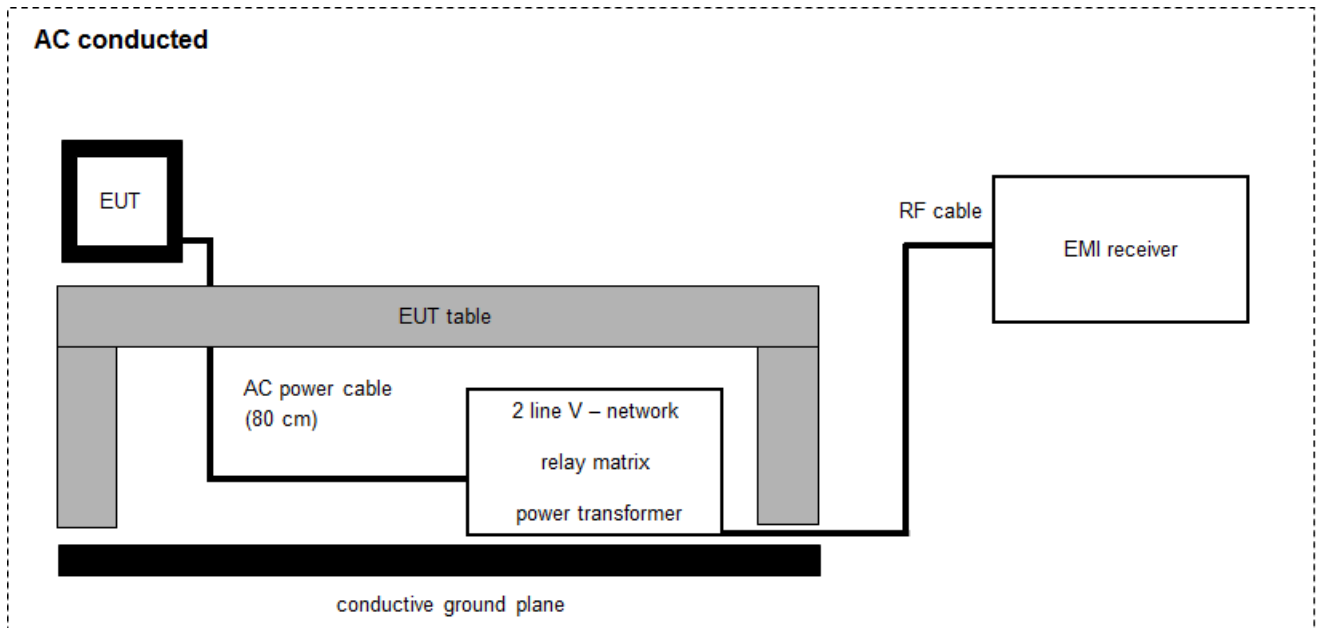 AC conducted
EUT
RF cable
EMI receiver
EUT table
AC power cable
(80 cm)
2 line V – network
relay matrix
power transformer
conductive ground plane